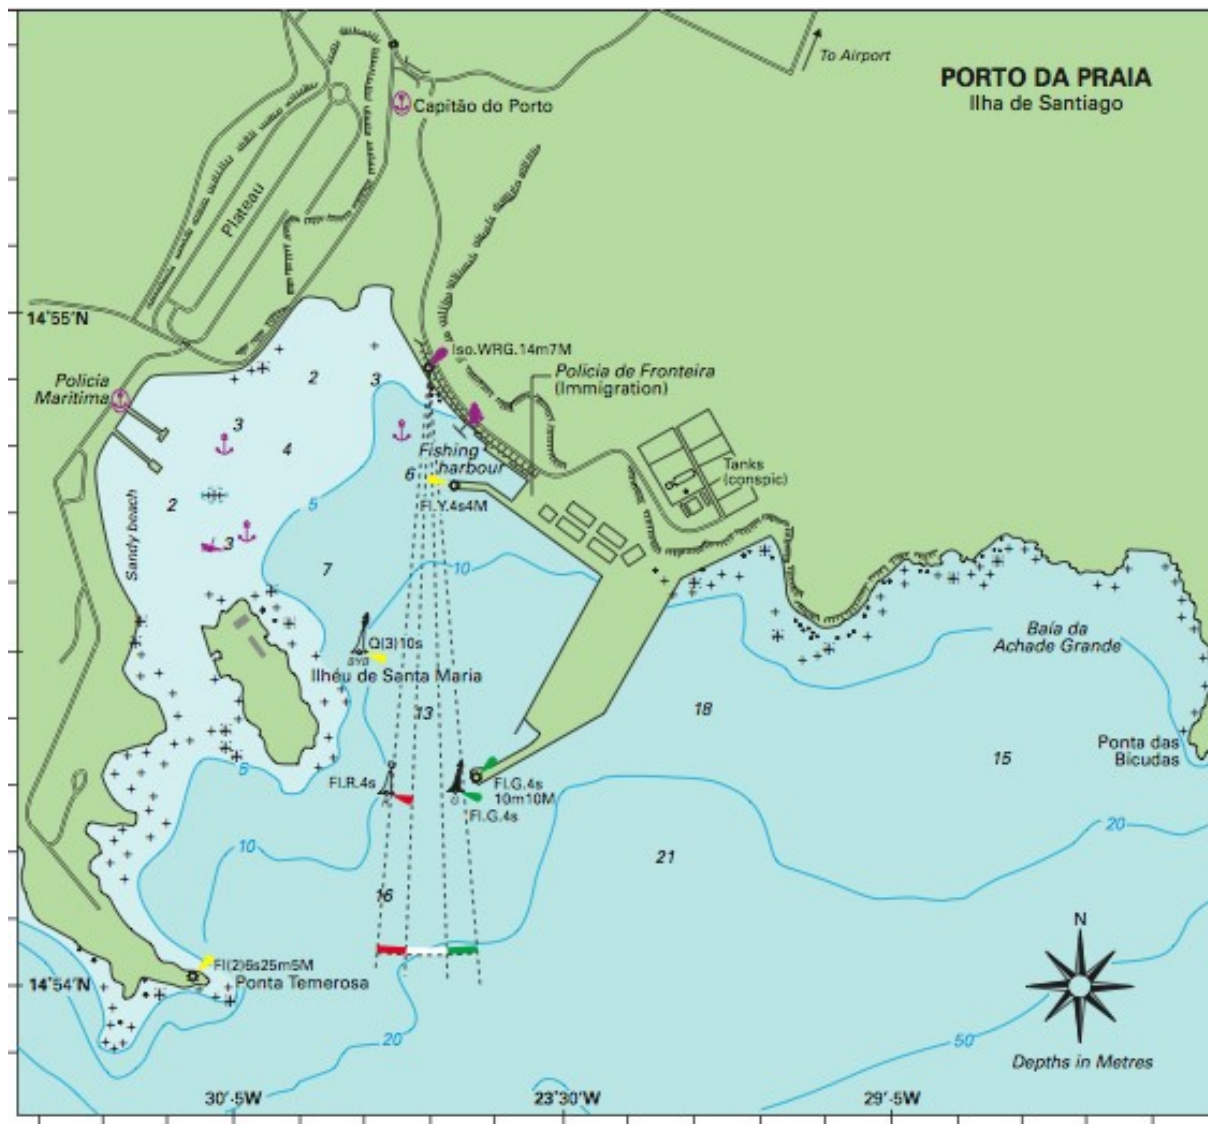 To Airport
PORTO DA PRAIA
Ilha de Santiago
Capitão do Porto
Plateau
14°55'N
Iso.WRG.14m7M
2
3
Policia de Fronteira
(Immigration)
Policia
Maritima
3
4
Fishing
harbour
6
Tanks
(conspic)
Fl.Y.4s4M
5
2
Sandy beach
3
7
10
Q(3)10s
BYB
Ilhéu de Santa Maria
Baía da
Achade Grande
13
18
Ponta das
Bicudas
15
5
Fl.R.4s
R
G
Fl.G.4s
10m10M
Fl.G.4s
20
10
21
16
N
Fl(2)6s25m5M
Ponta Temerosa
14°54'N
20
50
Depths in Metres
30'·5W
23°30'W
29'·5W